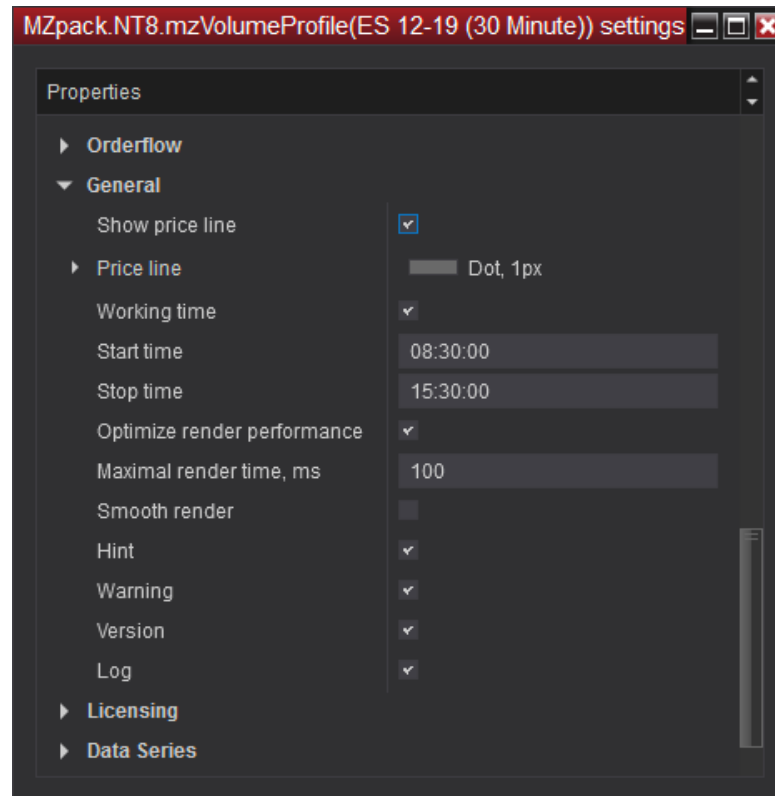 MZpack.NT8.mzVolumeProfile(ES 12-19 (30 Minute)) settings
Properties
Orderflow
General
Show price line
Price line Dot, 1px
Working time
Start time 08:30:00
Stop time 15:30:00
Optimize render performance
Maximal render time, ms 100
Smooth render
Hint
Warning
Version
Log
Licensing
Data Series